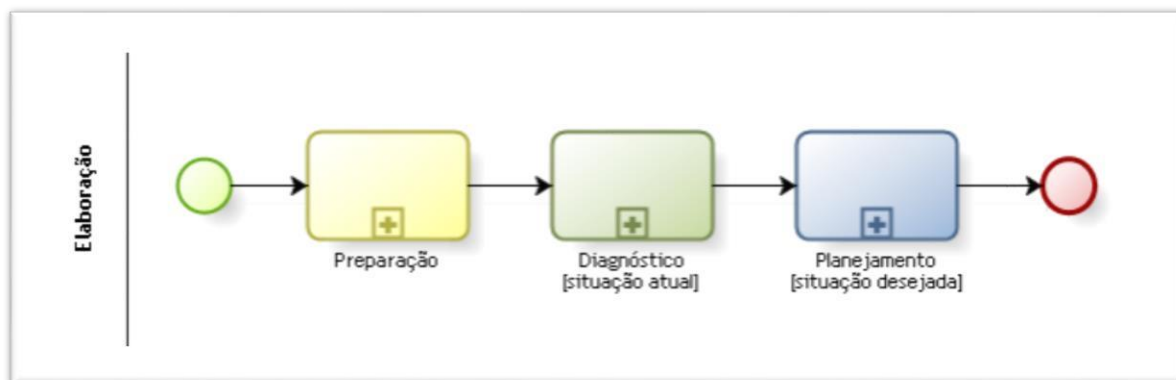 Elaboração
Preparação
Diagnóstico
[situação atual]
Planejamento
[situação desejada]